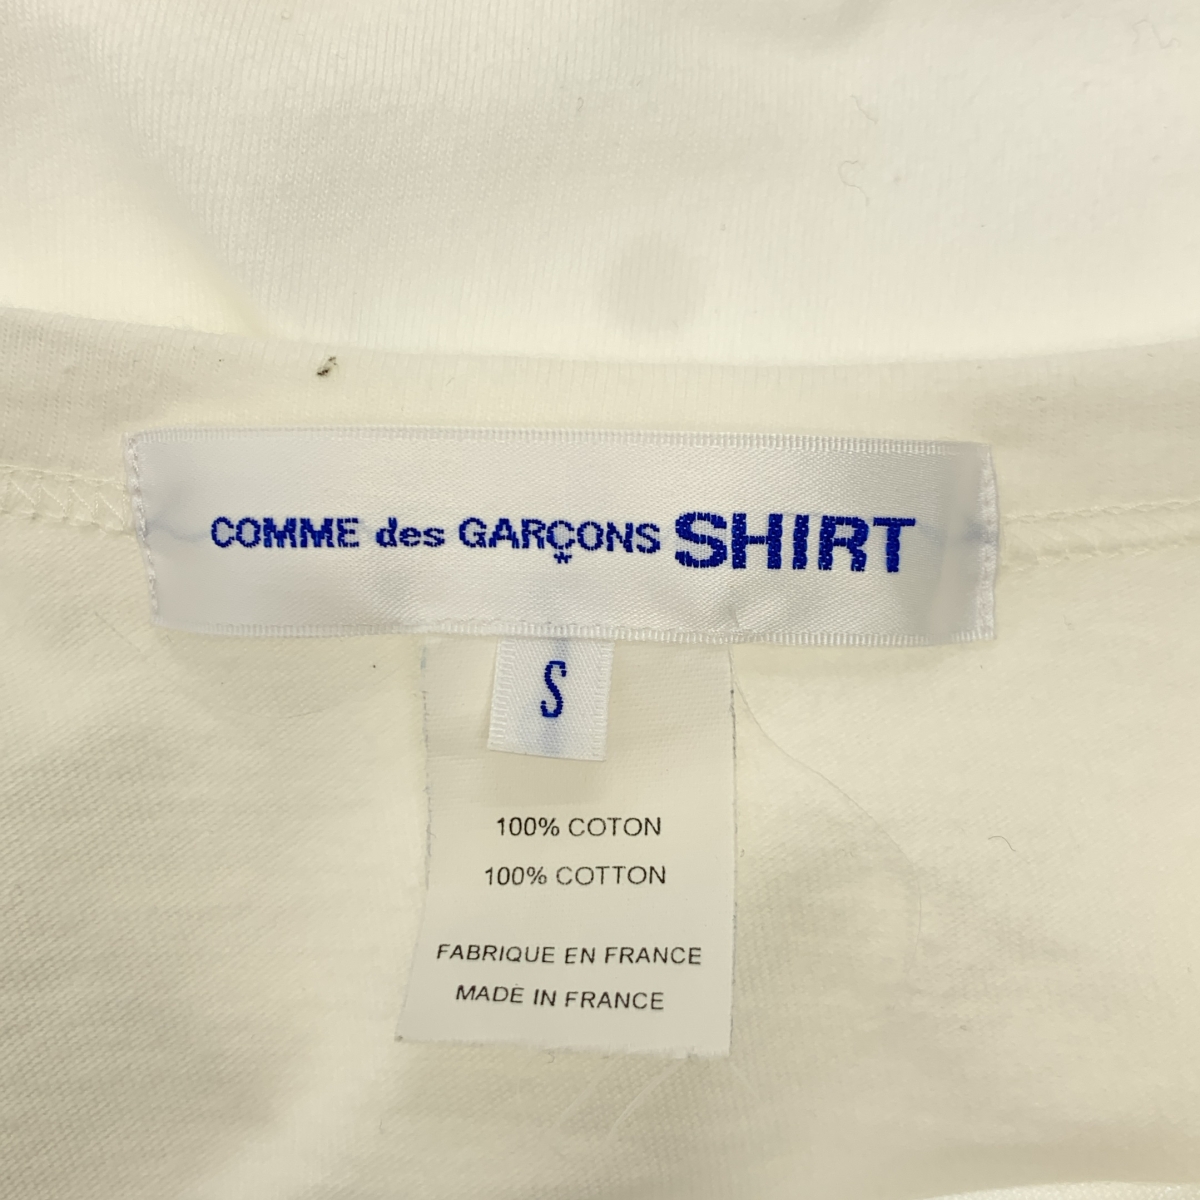 COMME des GARÇONS SHIRT
S
100% COTON
100% COTTON
FABRIQUE EN FRANCE
MADE IN FRANCE